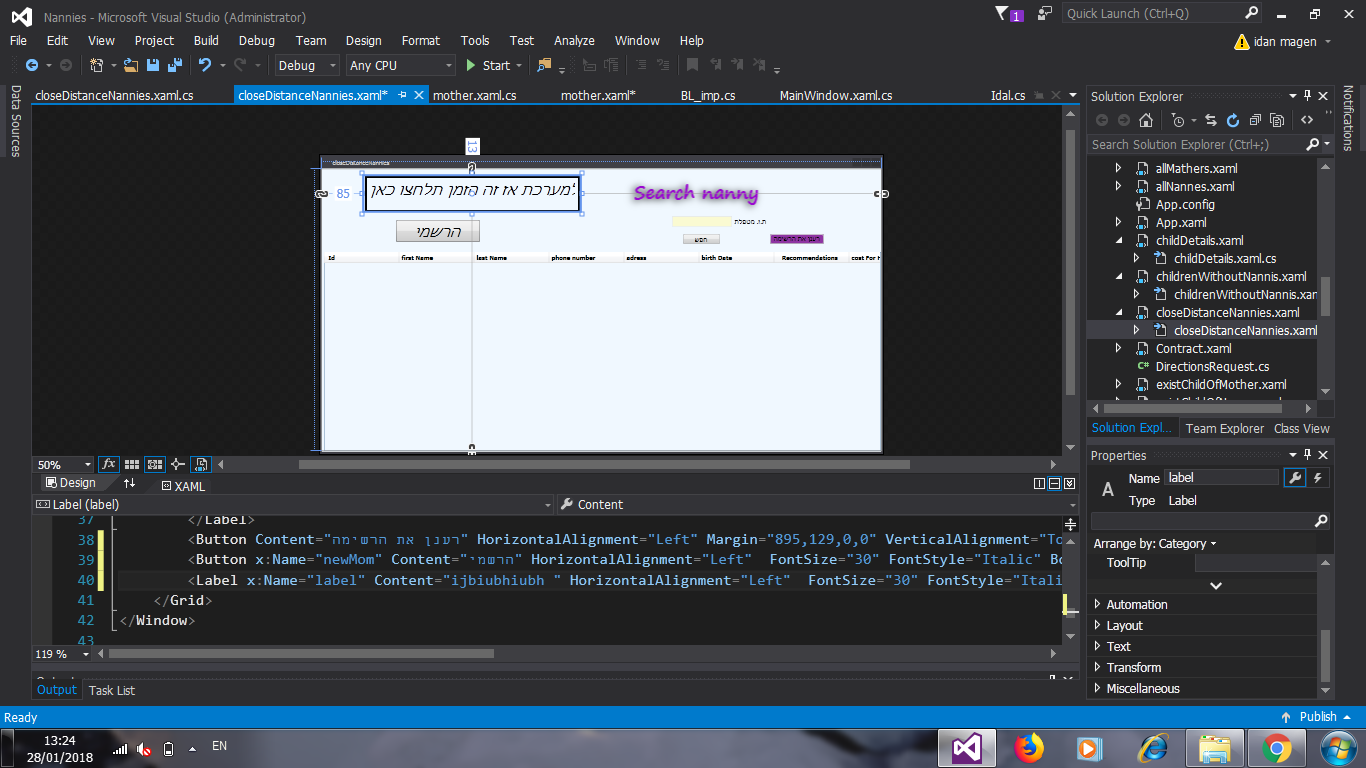 Nannies - Microsoft Visual Studio (Administrator)
1
Quick Launch (Ctrl+Q)
File Edit View Project Build Debug Team Design Format Tools Test Analyze Window Help
idan magen
Debug Any CPU Start
closeDistanceNannies.xaml.cs closeDistanceNannies.xaml* mother.xaml.cs mother.xaml* BL_imp.cs MainWindow.xaml.cs Idal.cs
Data Sources
Notifications
13
closeDistanceNannies
85
מערכת אז זה הזמן תלחצו כאן!
Search nanny
ת.ז. מטפלת
הרשמי
חפש
רענן את הרשימה
Id first Name last Name phone number adress birth Date Recommendations cost For H
50%
Design XAML
Label (label) Content
37 </Label>
38 <Button Content="רענן את הרשימה" HorizontalAlignment="Left" Margin="895,129,0,0" VerticalAlignment="To
39 <Button x:Name="newMom" Content="הרשמי" HorizontalAlignment="Left" FontSize="30" FontStyle="Italic" Bo
40 <Label x:Name="label" Content="ijbiubhiubh " HorizontalAlignment="Left" FontSize="30" FontStyle="Itali
41 </Grid>
42 </Window>
43
119 %
Output Task List
Ready
Publish
Solution Explorer
Search Solution Explorer (Ctrl+;)
allMathers.xaml
allNannes.xaml
App.config
App.xaml
childDetails.xaml
childDetails.xaml.cs
childrenWithoutNannis.xaml
childrenWithoutNannis.xan
closeDistanceNannies.xaml
closeDistanceNannies.xaml
Contract.xaml
C# DirectionsRequest.cs
existChildOfMother.xaml
Solution Expl... Team Explorer Class View
Properties
Name label
Type Label
Arrange by: Category
ToolTip
Automation
Layout
Text
Transform
Miscellaneous
13:24
28/01/2018
EN